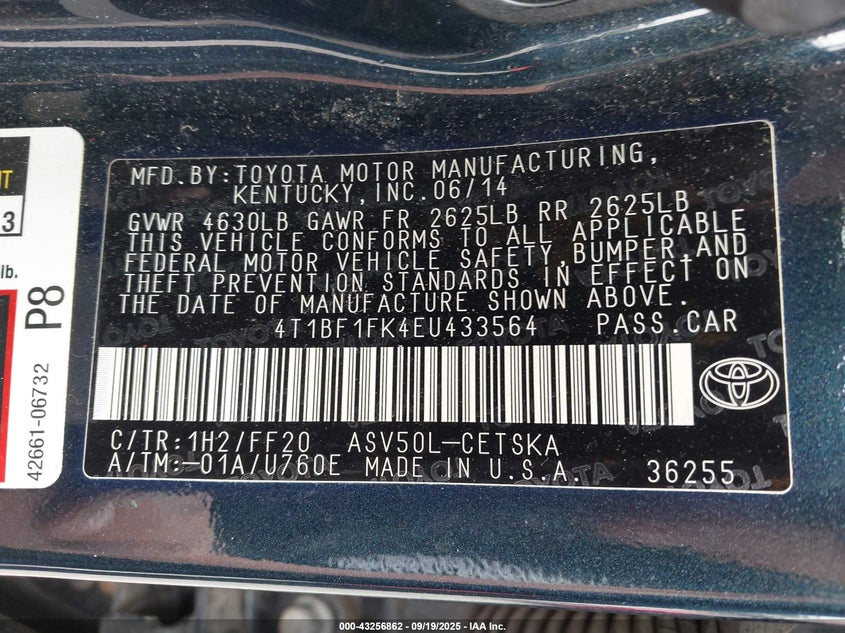 MFD.BY:TOYOTA MOTOR MANUFACTURING,
KENTUCKY,INC.06/14
GVWR 4630LB GAWR FR 2625LB RR 2625LB
THIS VEHICLE CONFORMS TO ALL APPLICABLE
FEDERAL MOTOR VEHICLE SAFETY,BUMPER,AND
THEFT PREVENTION STANDARDS IN EFFECT ON
THE DATE OF MANUFACTURE SHOWN ABOVE.
4T1BF1FK4EU433564 PASS.CAR
C/TR:1H2/FF20 ASV50L-CETSKA
A/TM:-01A/U760E MADE IN U.S.A. 36255
3
lb.
P8
42661-06732
000-43256862 - 09/19/2025 - IAA Inc.